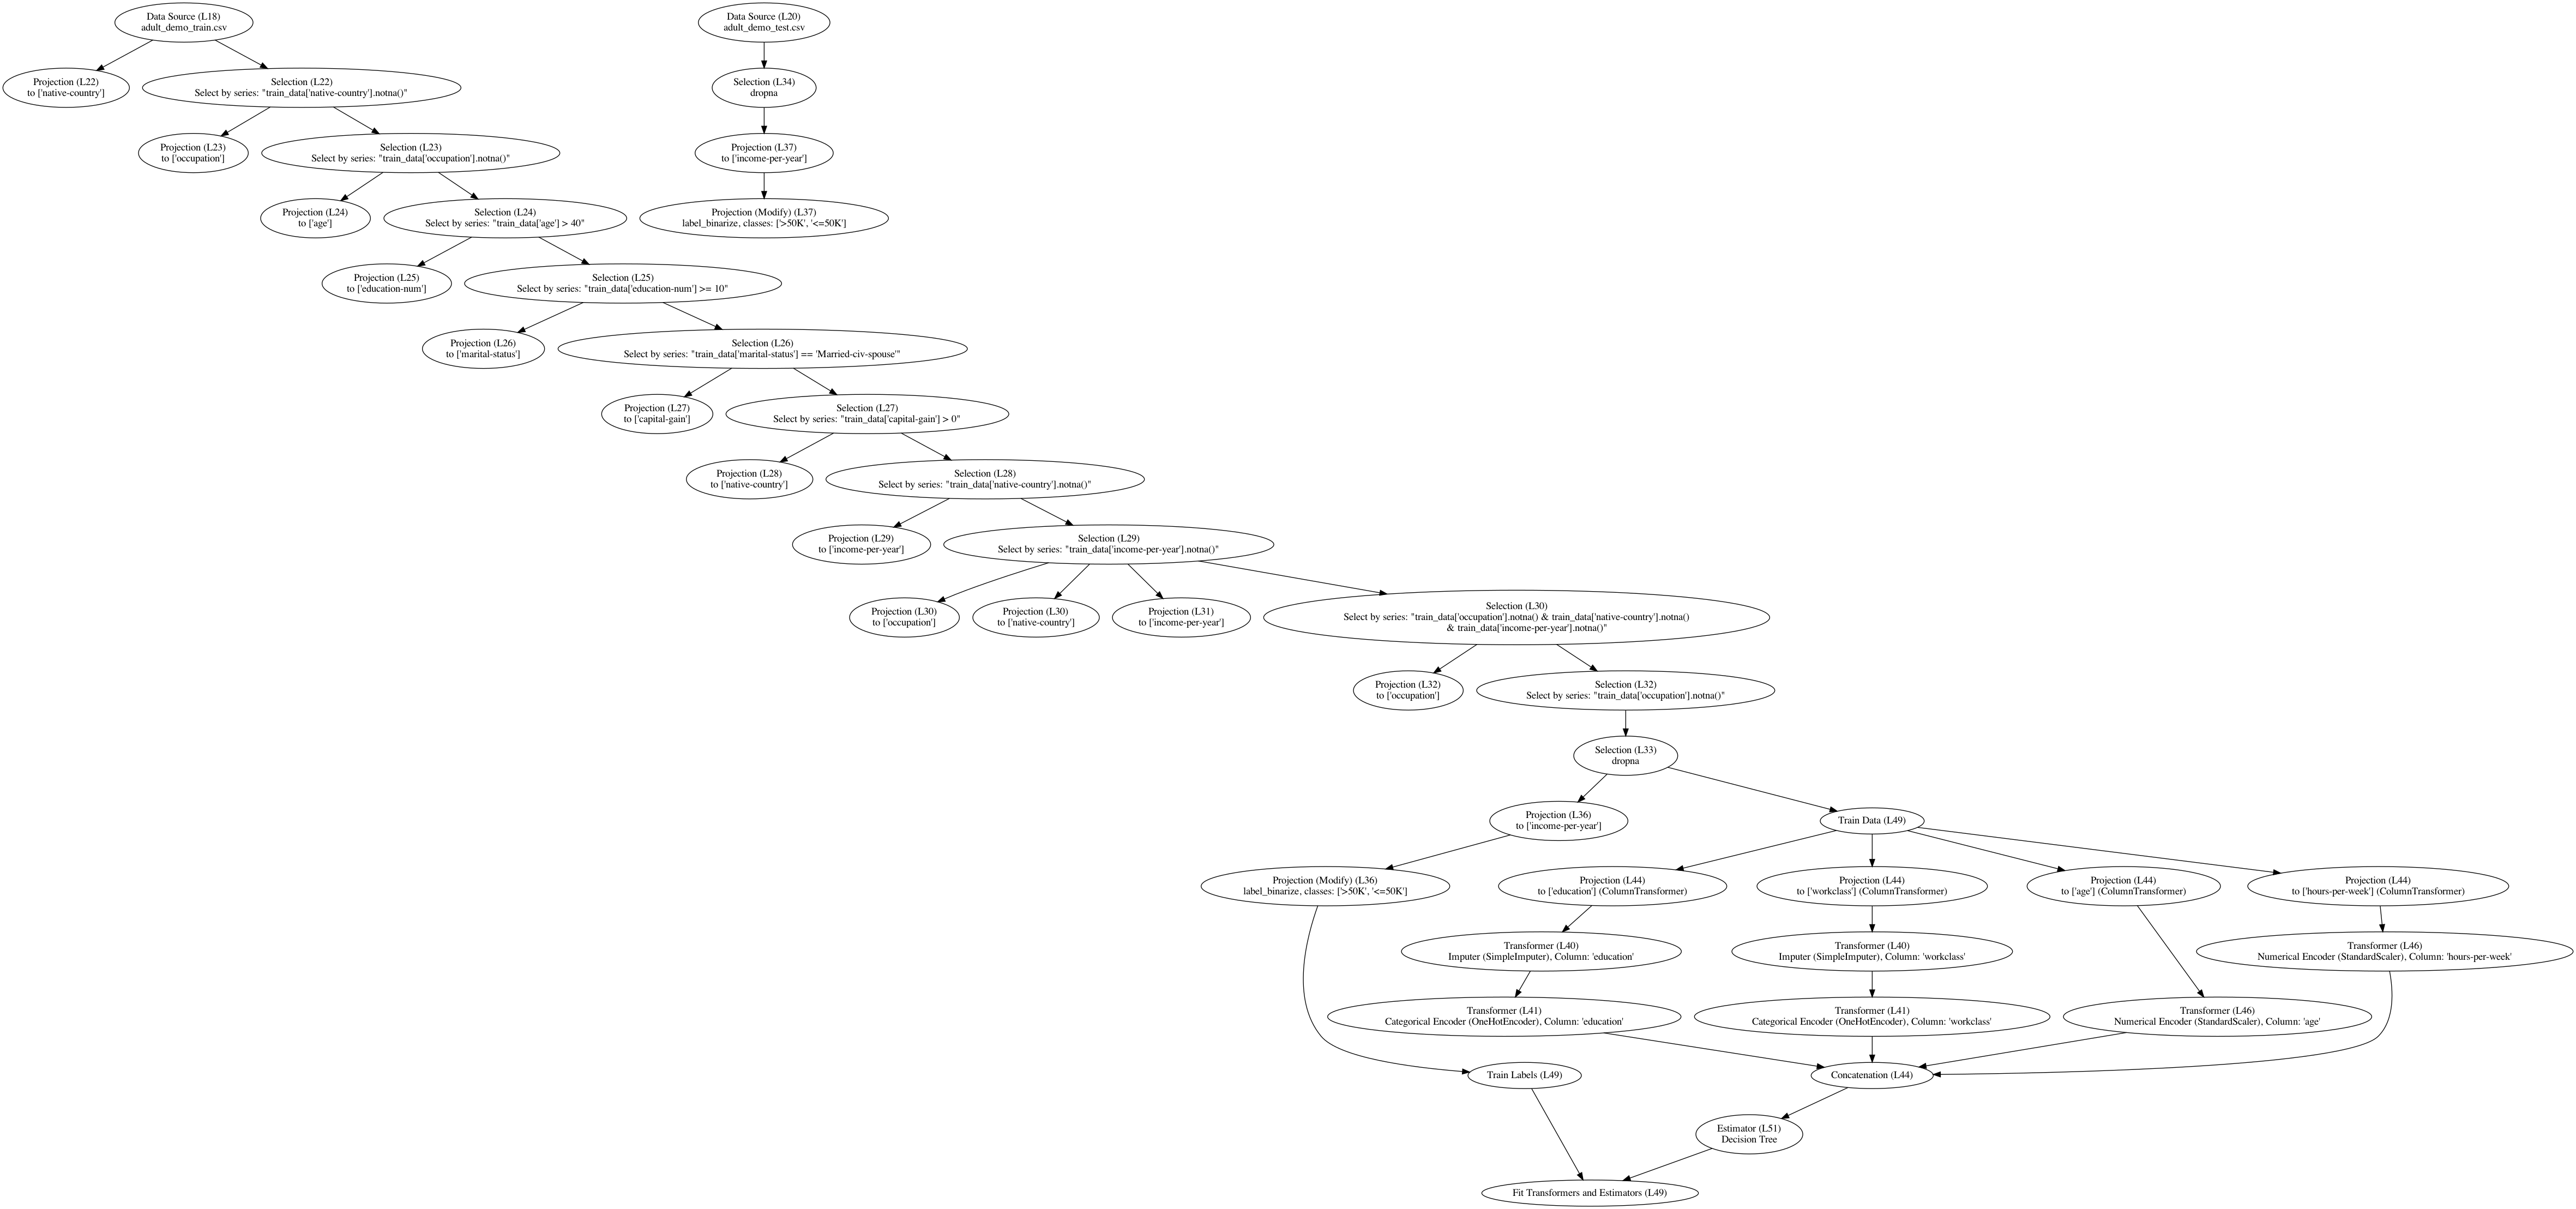 Data Source (L18)
adult_demo_train.csv
Data Source (L20)
adult_demo_test.csv
Projection (L22)
to ['native-country']
Selection (L22)
Select by series: "train_data['native-country'].notna()"
Selection (L34)
dropna
Projection (L23)
to ['occupation']
Selection (L23)
Select by series: "train_data['occupation'].notna()"
Projection (L37)
to ['income-per-year']
Projection (L24)
to ['age']
Selection (L24)
Select by series: "train_data['age'] > 40"
Projection (Modify) (L37)
label_binarize, classes: ['>50K', '<=50K']
Projection (L25)
to ['education-num']
Selection (L25)
Select by series: "train_data['education-num'] >= 10"
Projection (L26)
to ['marital-status']
Selection (L26)
Select by series: "train_data['marital-status'] == 'Married-civ-spouse'"
Projection (L27)
to ['capital-gain']
Selection (L27)
Select by series: "train_data['capital-gain'] > 0"
Projection (L28)
to ['native-country']
Selection (L28)
Select by series: "train_data['native-country'].notna()"
Projection (L29)
to ['income-per-year']
Selection (L29)
Select by series: "train_data['income-per-year'].notna()"
Projection (L30)
to ['occupation']
Projection (L30)
to ['native-country']
Projection (L31)
to ['income-per-year']
Selection (L30)
Select by series: "train_data['occupation'].notna() & train_data['native-country'].notna()
& train_data['income-per-year'].notna()"
Projection (L32)
to ['occupation']
Selection (L32)
Select by series: "train_data['occupation'].notna()"
Selection (L33)
dropna
Projection (L36)
to ['income-per-year']
Train Data (L49)
Projection (Modify) (L36)
label_binarize, classes: ['>50K', '<=50K']
Projection (L44)
to ['education'] (ColumnTransformer)
Projection (L44)
to ['workclass'] (ColumnTransformer)
Projection (L44)
to ['age'] (ColumnTransformer)
Projection (L44)
to ['hours-per-week'] (ColumnTransformer)
Transformer (L40)
Imputer (SimpleImputer), Column: 'education'
Transformer (L40)
Imputer (SimpleImputer), Column: 'workclass'
Transformer (L46)
Numerical Encoder (StandardScaler), Column: 'hours-per-week'
Transformer (L41)
Categorical Encoder (OneHotEncoder), Column: 'education'
Transformer (L41)
Categorical Encoder (OneHotEncoder), Column: 'workclass'
Transformer (L46)
Numerical Encoder (StandardScaler), Column: 'age'
Train Labels (L49)
Concatenation (L44)
Estimator (L51)
Decision Tree
Fit Transformers and Estimators (L49)